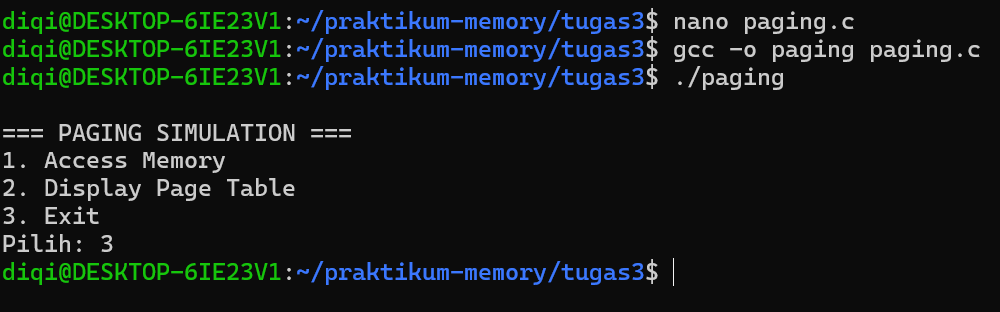 diqi@DESKTOP-6IE23V1:~/praktikum-memory/tugas3$ nano paging.c
diqi@DESKTOP-6IE23V1:~/praktikum-memory/tugas3$ gcc -o paging paging.c
diqi@DESKTOP-6IE23V1:~/praktikum-memory/tugas3$ ./paging
=== PAGING SIMULATION ===
1. Access Memory
2. Display Page Table
3. Exit
Pilih: 3
diqi@DESKTOP-6IE23V1:~/praktikum-memory/tugas3$